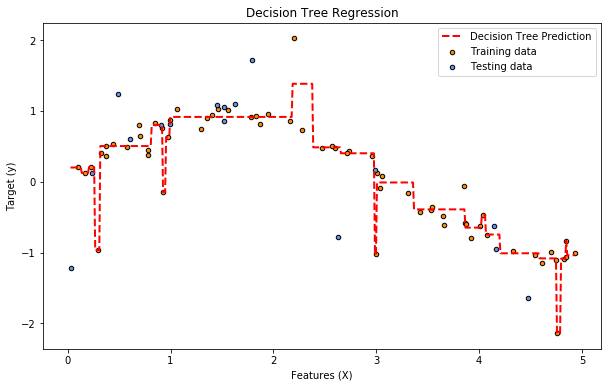 Decision Tree Regression
Decision Tree Prediction
Training data
Testing data
Target (y)
2
1
0
−1
−2
0 1 2 3 4 5
Features (X)